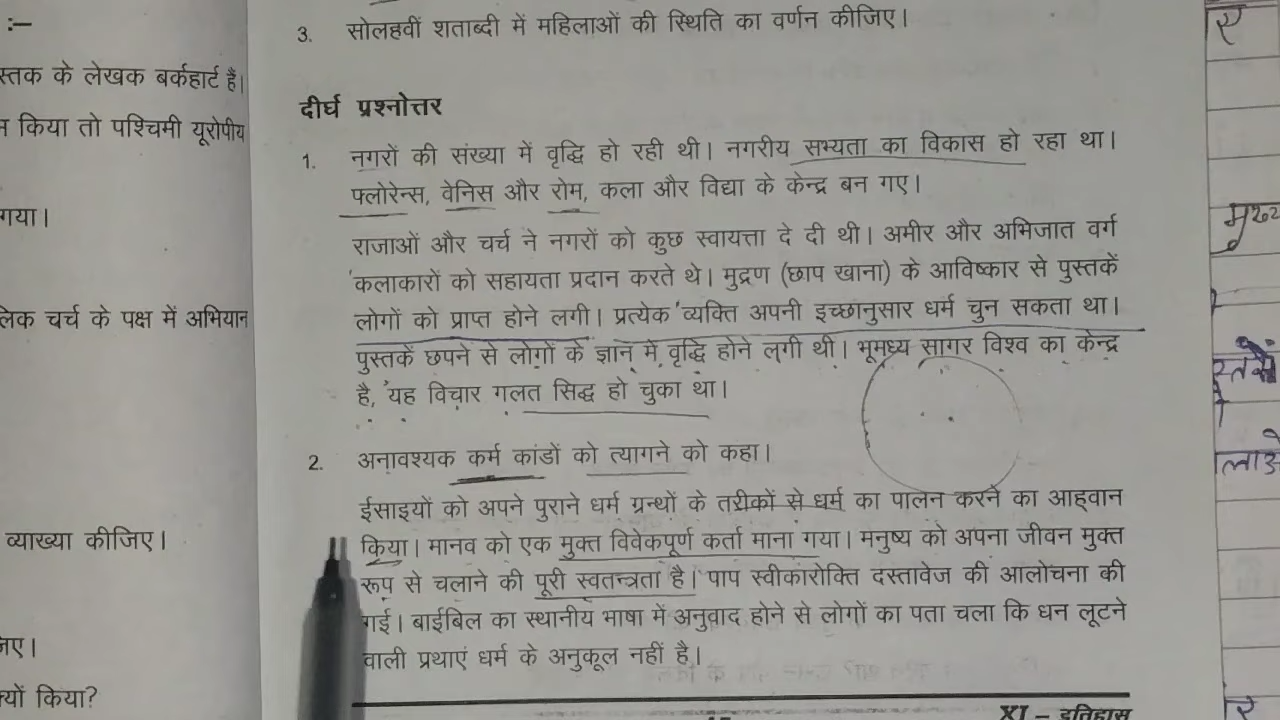 :–
स्तक के लेखक बर्कहार्ट हैं।
न किया तो पश्चिमी यूरोपीय
गया।
लिक चर्च के पक्ष में अभियान
व्याख्या कीजिए।
जिए।
क्यों किया?
3. सोलहवीं शताब्दी में महिलाओं की स्थिति का वर्णन कीजिए।
दीर्घ प्रश्नोत्तर
1. नगरों की संख्या में वृद्धि हो रही थी। नगरीय सभ्यता का विकास हो रहा था।
फ्लोरेन्स, वेनिस और रोम, कला और विद्या के केन्द्र बन गए।
राजाओं और चर्च ने नगरों को कुछ स्वायत्ता दे दी थी। अमीर और अभिजात वर्ग
कलाकारों को सहायता प्रदान करते थे। मुद्रण (छाप खाना) के आविष्कार से पुस्तकें
लोगों को प्राप्त होने लगी। प्रत्येक व्यक्ति अपनी इच्छानुसार धर्म चुन सकता था।
पुस्तकें छपने से लोगों के ज्ञान में वृद्धि होने लगी थी। भूमध्य सागर विश्व का केन्द्र
है, यह विचार गलत सिद्ध हो चुका था।
2. अनावश्यक कर्म कांडों को त्यागने को कहा।
ईसाइयों को अपने पुराने धर्म ग्रन्थों के तरीकों से धर्म का पालन करने का आह्वान
किया। मानव को एक मुक्त विवेकपूर्ण कर्ता माना गया। मनुष्य को अपना जीवन मुक्त
रूप से चलाने की पूरी स्वतन्त्रता है। पाप स्वीकारोक्ति दस्तावेज की आलोचना की
गई। बाईबिल का स्थानीय भाषा में अनुवाद होने से लोगों का पता चला कि धन लूटने
वाली प्रथाएं धर्म के अनुकूल नहीं है।
XI – इतिहास